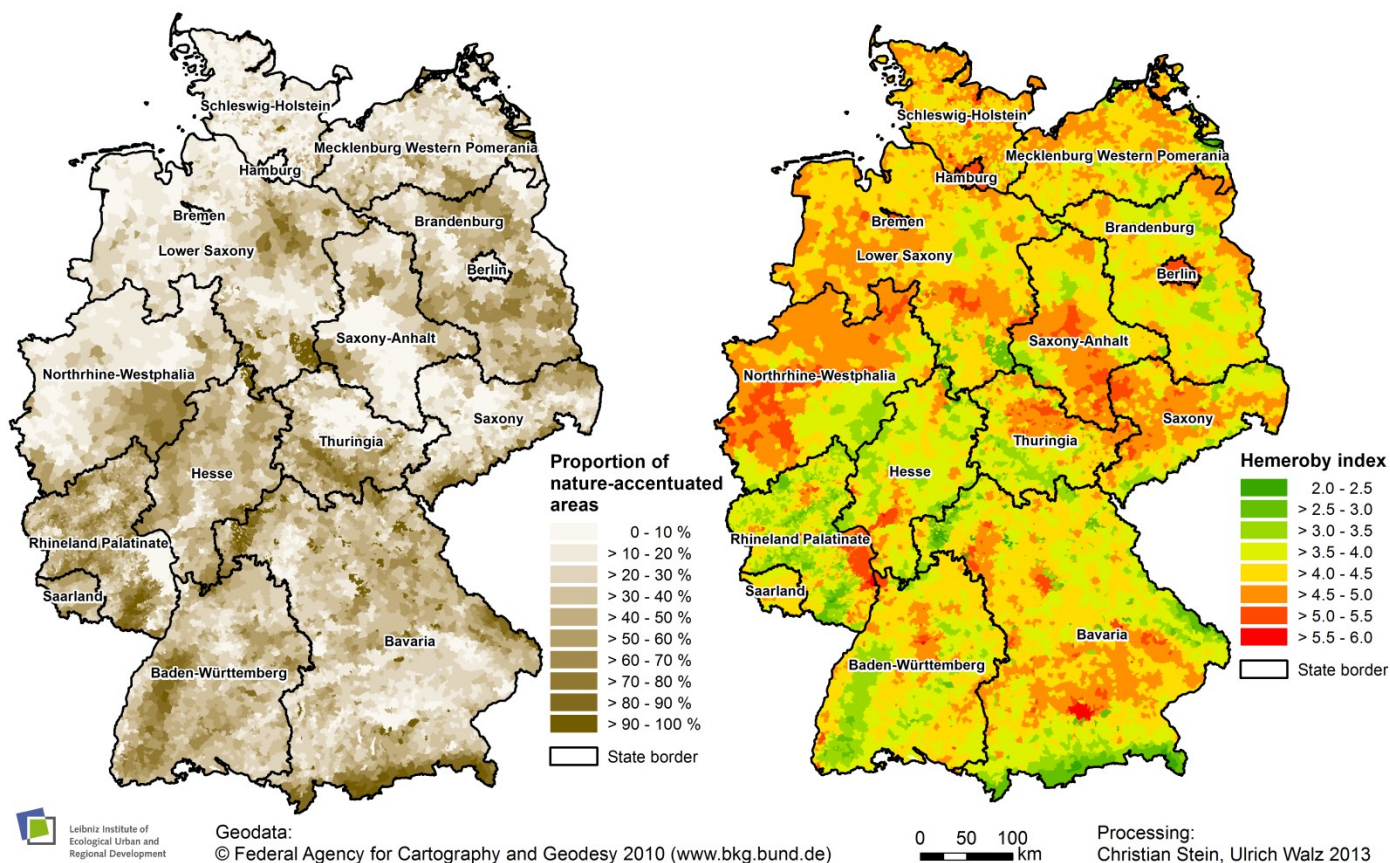 Schleswig-Holstein
Mecklenburg Western Pomerania
Hamburg
Bremen
Brandenburg
Lower Saxony
Berlin
Saxony-Anhalt
Northrhine-Westphalia
Saxony
Thuringia
Hesse
Rhineland Palatinate
Saarland
Bavaria
Baden-Württemberg
Proportion of
nature-accentuated
areas
0 - 10 %
> 10 - 20 %
> 20 - 30 %
> 30 - 40 %
> 40 - 50 %
> 50 - 60 %
> 60 - 70 %
> 70 - 80 %
> 80 - 90 %
> 90 - 100 %
State border
Schleswig-Holstein
Mecklenburg Western Pomerania
Hamburg
Bremen
Brandenburg
Lower Saxony
Berlin
Saxony-Anhalt
Northrhine-Westphalia
Saxony
Thuringia
Hesse
Rhineland Palatinate
Saarland
Bavaria
Baden-Württemberg
Hemeroby index
2.0 - 2.5
> 2.5 - 3.0
> 3.0 - 3.5
> 3.5 - 4.0
> 4.0 - 4.5
> 4.5 - 5.0
> 5.0 - 5.5
> 5.5 - 6.0
State border
Leibniz Institute of
Ecological Urban and
Regional Development
Geodata:
© Federal Agency for Cartography and Geodesy 2010 (www.bkg.bund.de)
0 50 100
km
Processing:
Christian Stein, Ulrich Walz 2013